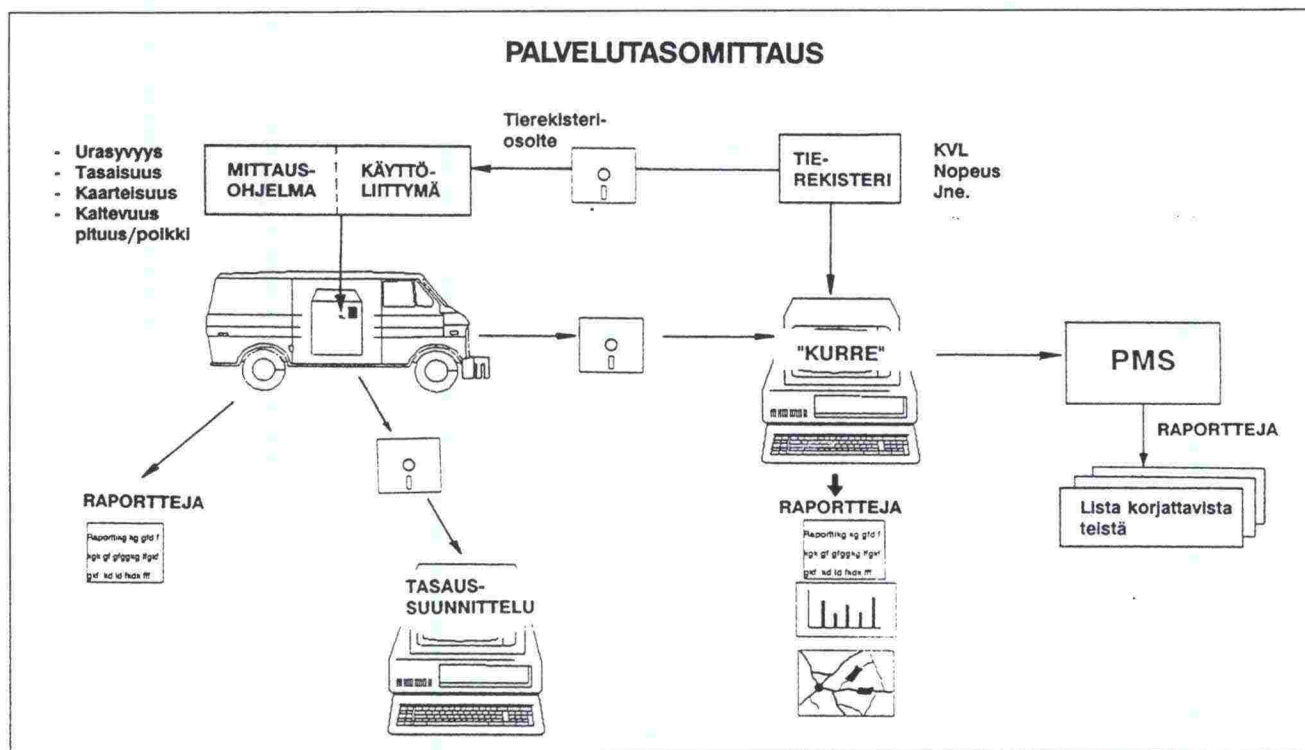 PALVELUTASOMITTAUS
- Urasyvyys
- Tasaisuus
- Kaarteisuus
- Kaltevuus
pituus/poikki
MITTAUS-
OHJELMA
KÄYTTÖ-
LIITTYMÄ
Tierekisteri-
osoite
TIE-
REKISTERI
KVL
Nopeus
Jne.
"KURRE"
PMS
RAPORTTEJA
Lista korjattavista
teistä
RAPORTTEJA
TASAUS-
SUUNNITTELU
RAPORTTEJA